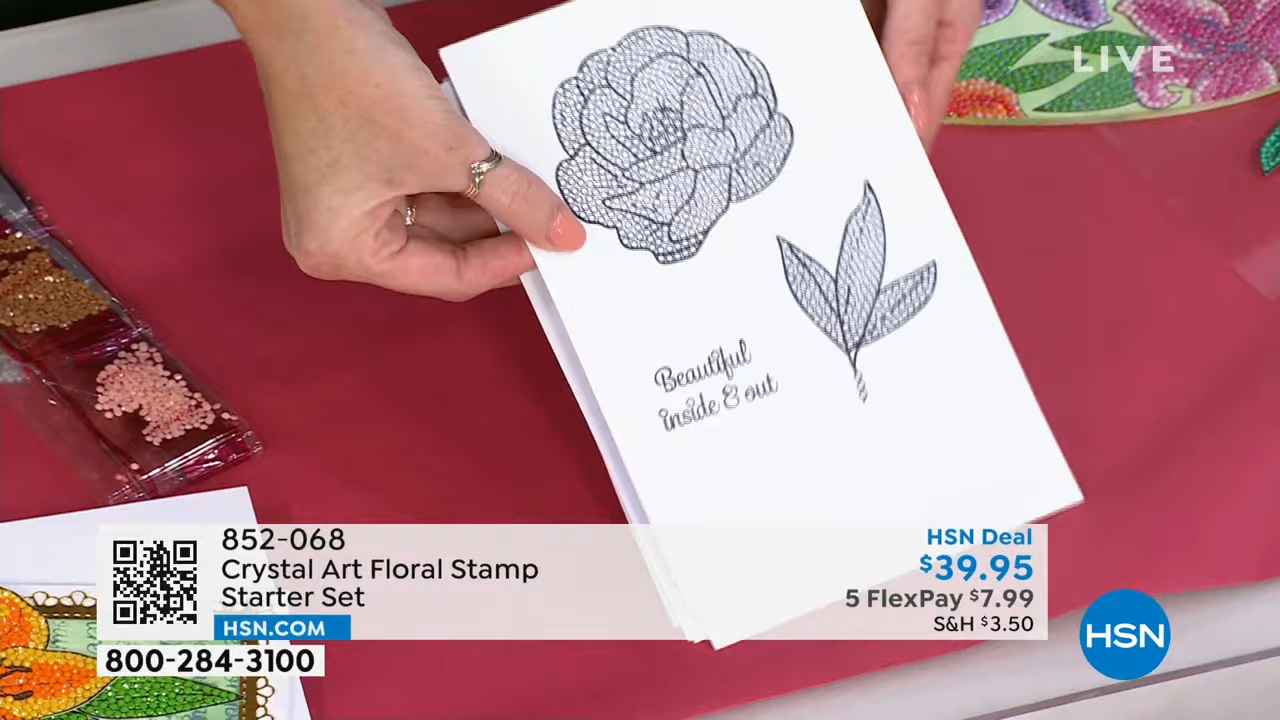 LIVE
Beautiful
inside & out
852-068
Crystal Art Floral Stamp
Starter Set
HSN.COM
800-284-3100
HSN Deal
$39.95
5 FlexPay $7.99
S&H $3.50
HSN